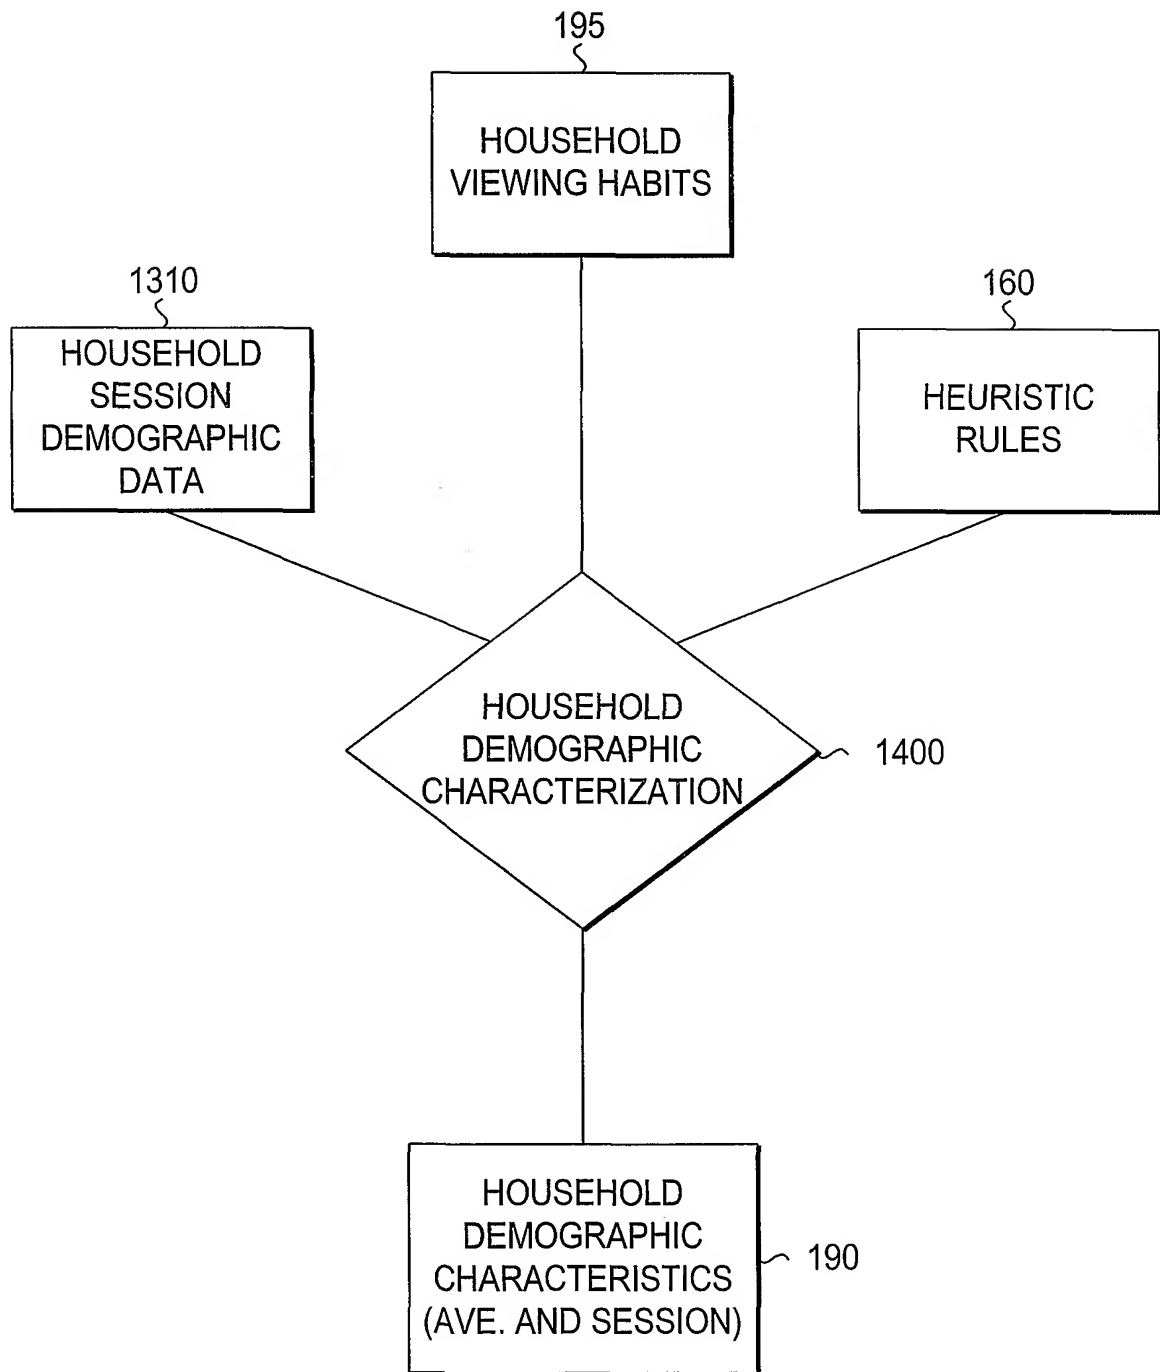 195
HOUSEHOLD
VIEWING HABITS
1310
HOUSEHOLD
SESSION
DEMOGRAPHIC
DATA
160
HEURISTIC
RULES
HOUSEHOLD
DEMOGRAPHIC
CHARACTERIZATION
1400
HOUSEHOLD
DEMOGRAPHIC
CHARACTERISTICS
(AVE. AND SESSION)
190